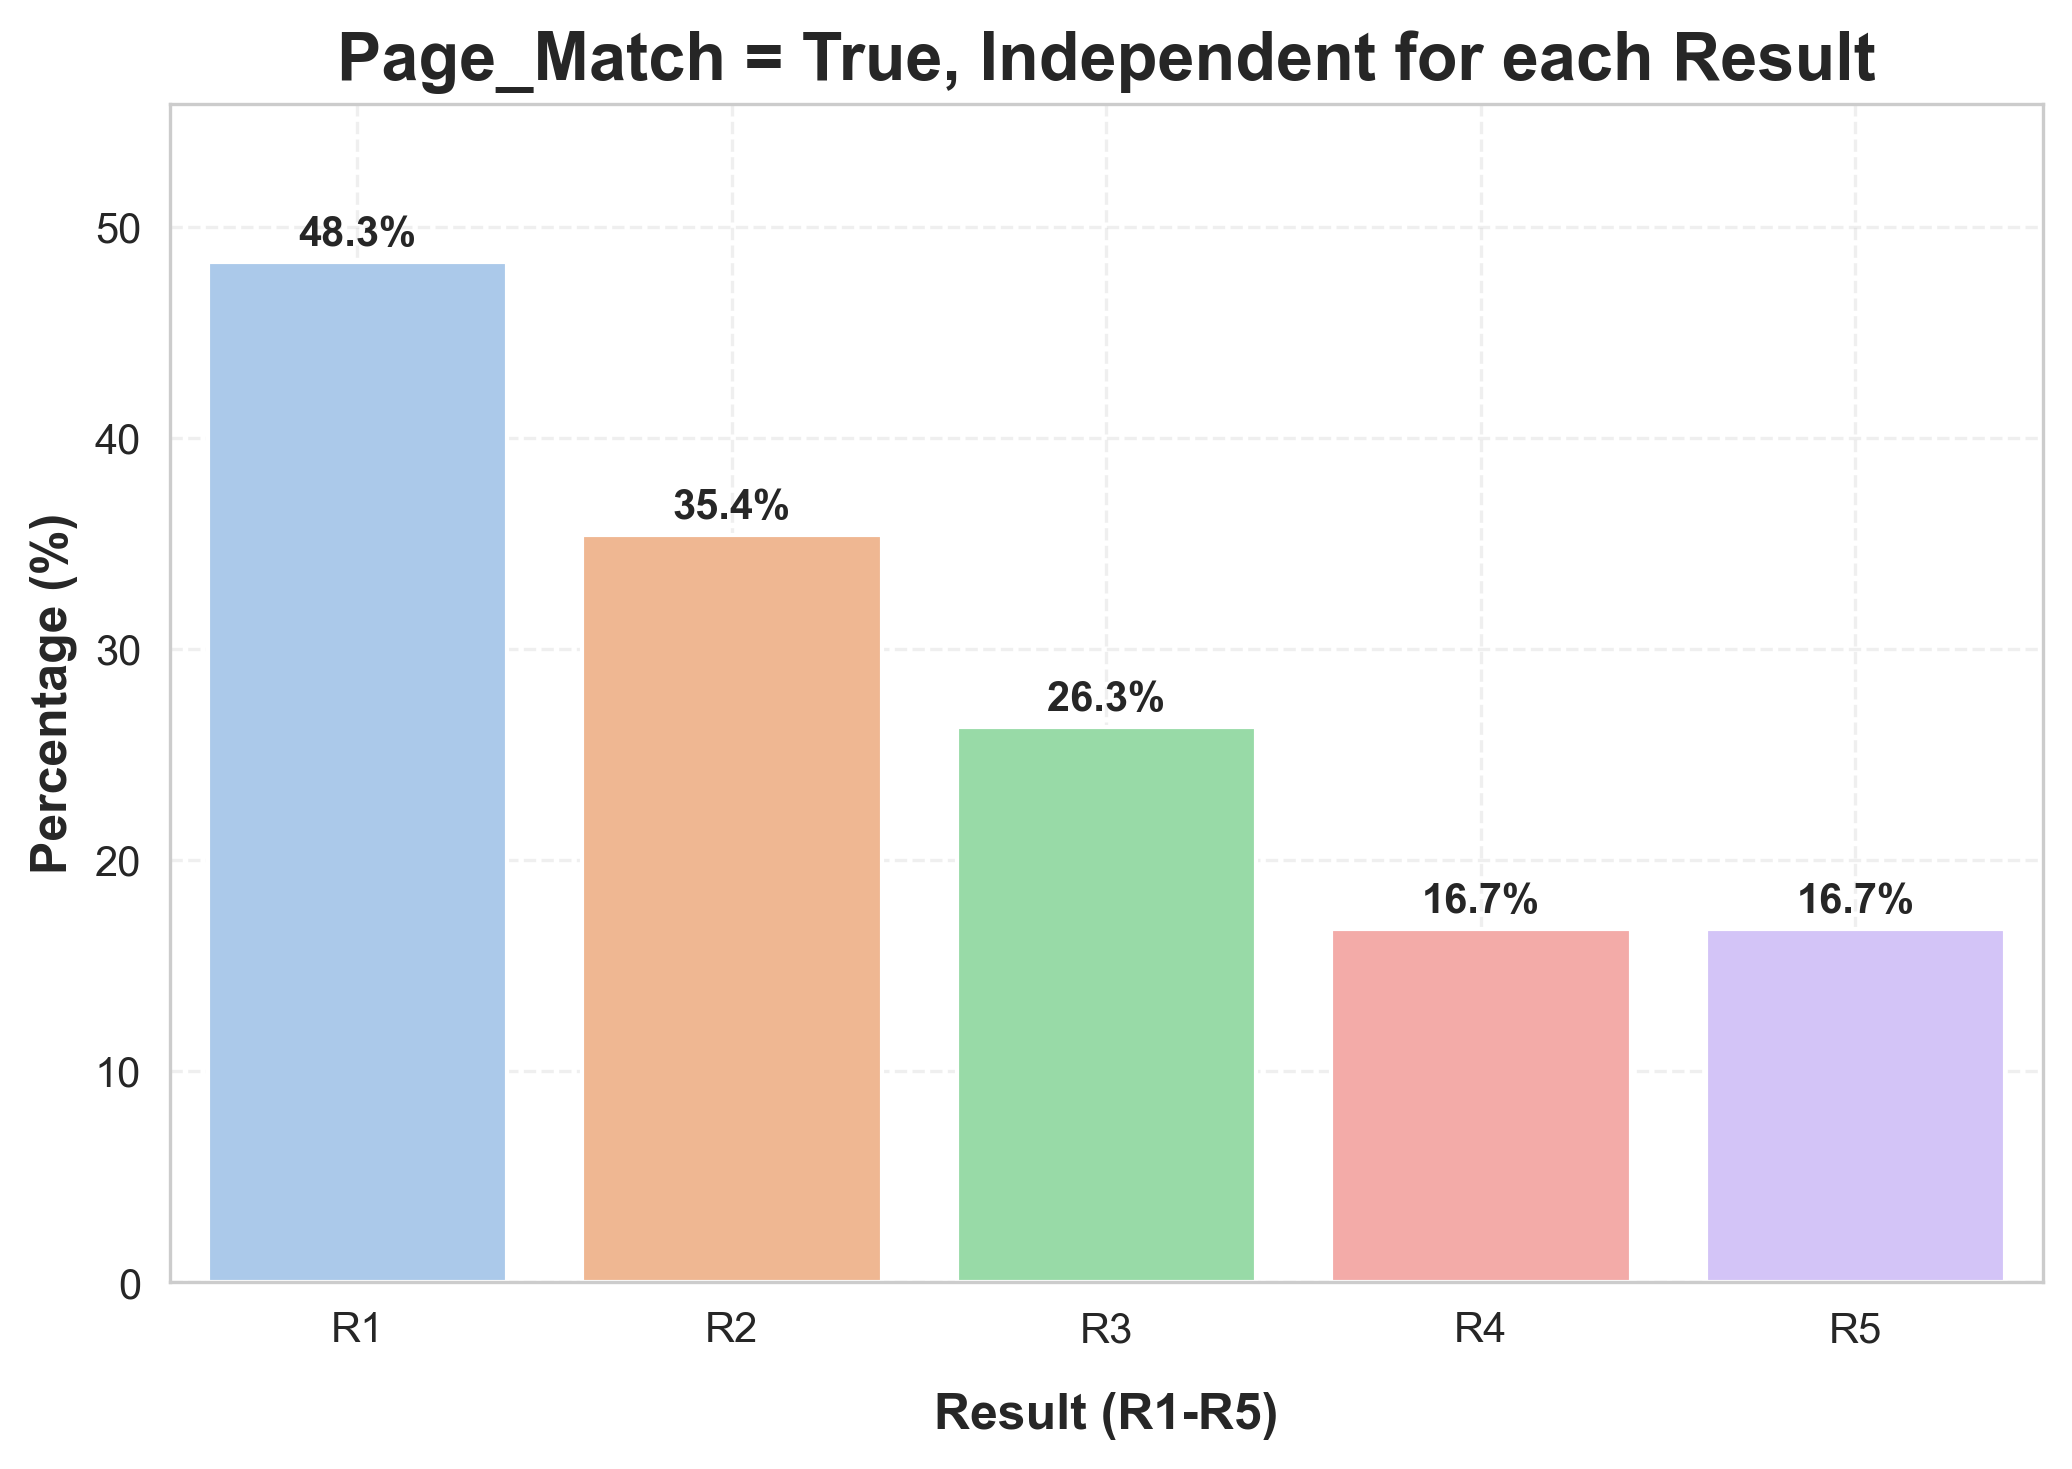 Page_Match = True, Independent for each Result
Percentage (%)
50
40
30
20
10
0
48.3%
35.4%
26.3%
16.7%
16.7%
R1
R2
R3
R4
R5
Result (R1-R5)